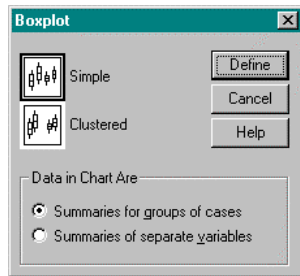 Boxplot
Simple
Clustered
Define
Cancel
Help
Data in Chart Are
Summaries for groups of cases
Summaries of separate variables